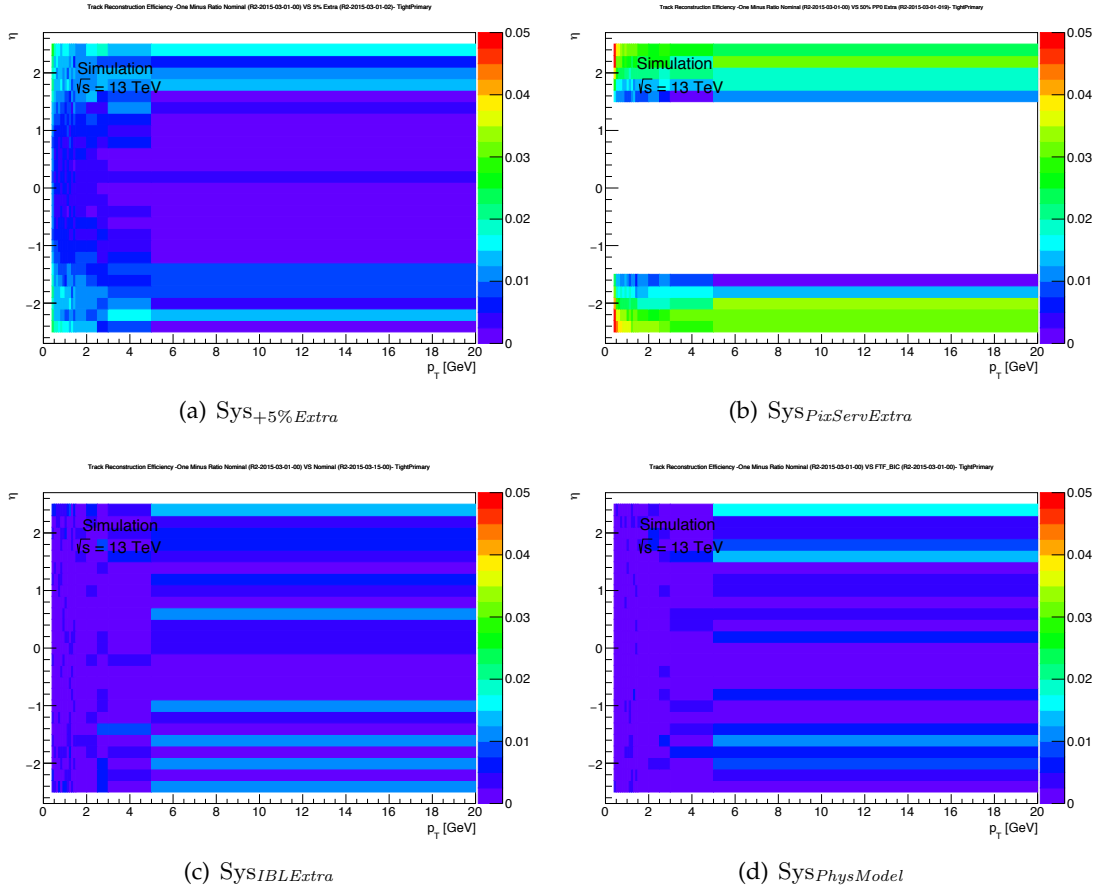 Track Reconstruction Efficiency -One Minus Ratio Nominal (R2-2015-03-01-00) VS 5% Extra (R2-2015-03-01-02)- TightPrimary
η
2
1
0
−1
−2
Simulation
√s = 13 TeV
0 2 4 6 8 10 12 14 16 18 20
p_T [GeV]
0.05
0.04
0.03
0.02
0.01
0
(a) Sys+5%Extra
Track Reconstruction Efficiency -One Minus Ratio Nominal (R2-2015-03-01-00) VS 50% PP0 Extra (R2-2015-03-01-019)- TightPrimary
η
2
1
0
−1
−2
Simulation
√s = 13 TeV
0 2 4 6 8 10 12 14 16 18 20
p_T [GeV]
0.05
0.04
0.03
0.02
0.01
0
(b) SysPixServExtra
Track Reconstruction Efficiency -One Minus Ratio Nominal (R2-2015-03-01-00) VS Nominal (R2-2015-03-15-00)- TightPrimary
η
2
1
0
−1
−2
Simulation
√s = 13 TeV
0 2 4 6 8 10 12 14 16 18 20
p_T [GeV]
0.05
0.04
0.03
0.02
0.01
0
(c) SysIBLExtra
Track Reconstruction Efficiency -One Minus Ratio Nominal (R2-2015-03-01-00) VS FTF_BIC (R2-2015-03-01-00)- TightPrimary
η
2
1
0
−1
−2
Simulation
√s = 13 TeV
0 2 4 6 8 10 12 14 16 18 20
p_T [GeV]
0.05
0.04
0.03
0.02
0.01
0
(d) SysPhysModel